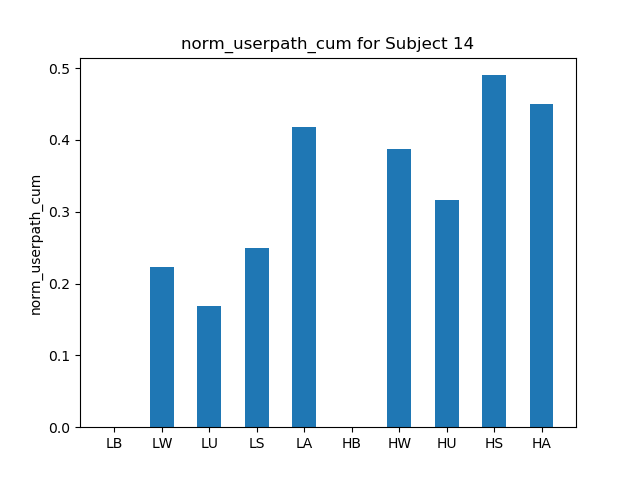 norm_userpath_cum for Subject 14
norm_userpath_cum
0.5
0.4
0.3
0.2
0.1
0.0
LB LW LU LS LA HB HW HU HS HA